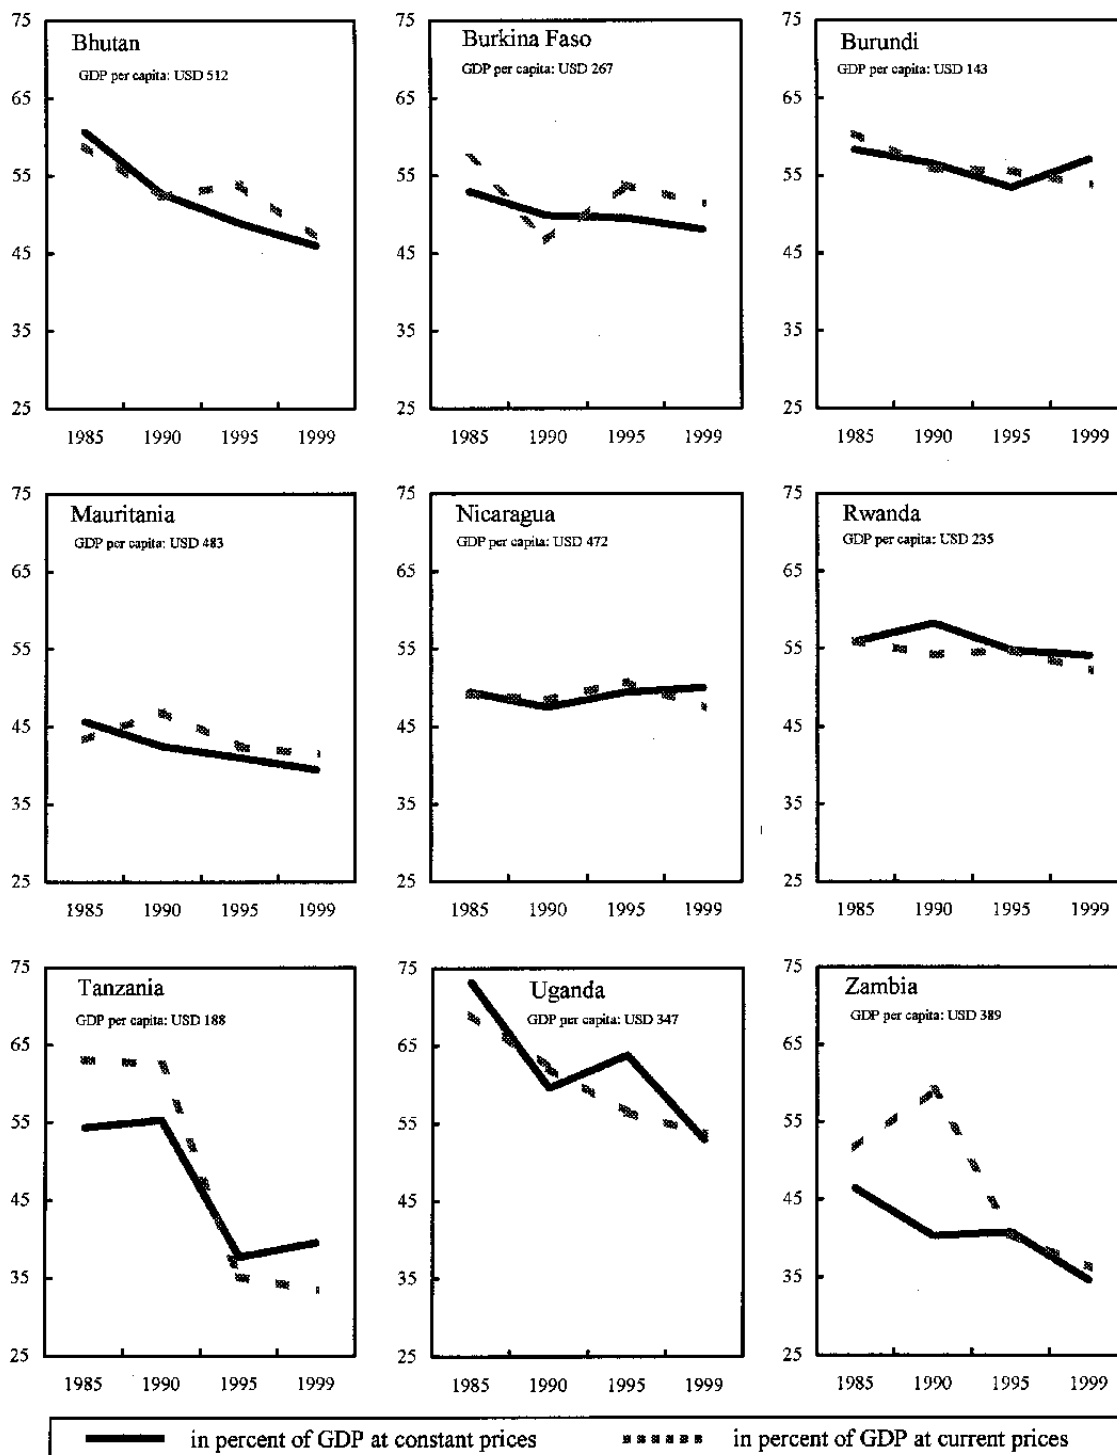 75 75 75
Bhutan Burkina Faso Burundi
GDP per capita: USD 512 GDP per capita: USD 267 GDP per capita: USD 143
65 65 65
55 55 55
45 45 45
35 35 35
25 25 25
1985 1990 1995 1999 1985 1990 1995 1999 1985 1990 1995 1999
75 75 75
Mauritania Nicaragua Rwanda
GDP per capita: USD 483 GDP per capita: USD 472 GDP per capita: USD 235
65 65 65
55 55 55
45 45 45
35 35 35
25 25 25
1985 1990 1995 1999 1985 1990 1995 1999 1985 1990 1995 1999
75 75 75
Tanzania Uganda Zambia
GDP per capita: USD 188 GDP per capita: USD 347 GDP per capita: USD 389
65 65 65
55 55 55
45 45 45
35 35 35
25 25 25
1985 1990 1995 1999 1985 1990 1995 1999 1985 1990 1995 1999
in percent of GDP at constant prices in percent of GDP at current prices